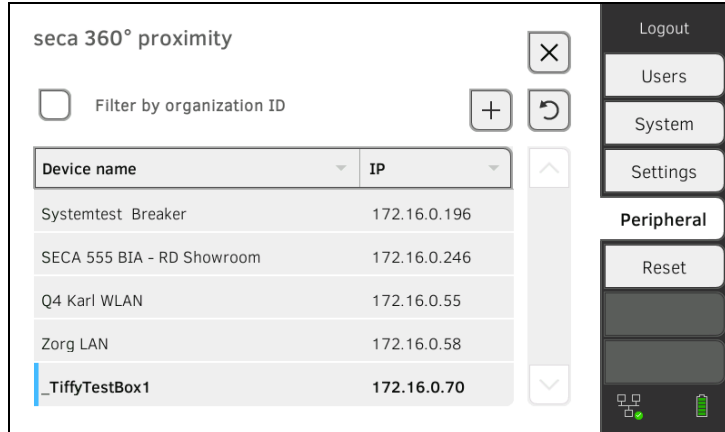 seca 360° proximity
Filter by organization ID
Device name IP
Systemtest Breaker 172.16.0.196
SECA 555 BIA - RD Showroom 172.16.0.246
Q4 Karl WLAN 172.16.0.55
Zorg LAN 172.16.0.58
_TiffyTestBox1 172.16.0.70
Logout
Users
System
Settings
Peripheral
Reset